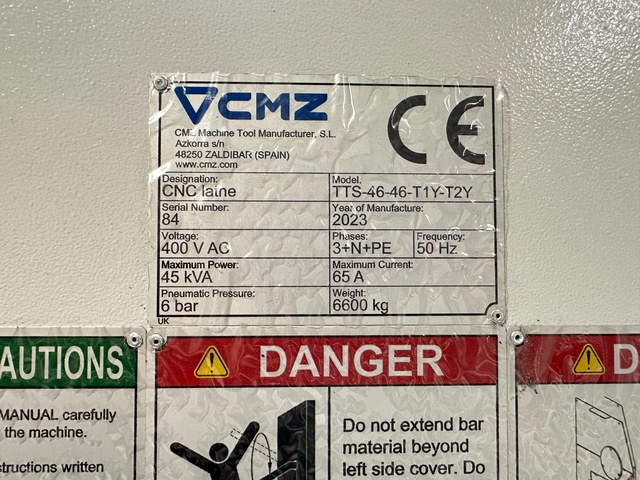 CMZ
CE
CMZ Machine Tool Manufacturer, S.L.
Azkorra s/n
48250 ZALDIBAR (SPAIN)
www.cmz.com
Designation:
CNC lathe
Model:
TTS-46-46-T1Y-T2Y
Serial Number:
84
Year of Manufacture:
2023
Voltage:
400 V AC
Phases:
3+N+PE
Frequency:
50 Hz
Maximum Power:
45 kVA
Maximum Current:
65 A
Pneumatic Pressure:
6 bar
Weight:
6600 kg
UK
AUTIONS
MANUAL carefully
the machine.
structions written
DANGER
Do not extend bar
material beyond
left side cover. Do
D